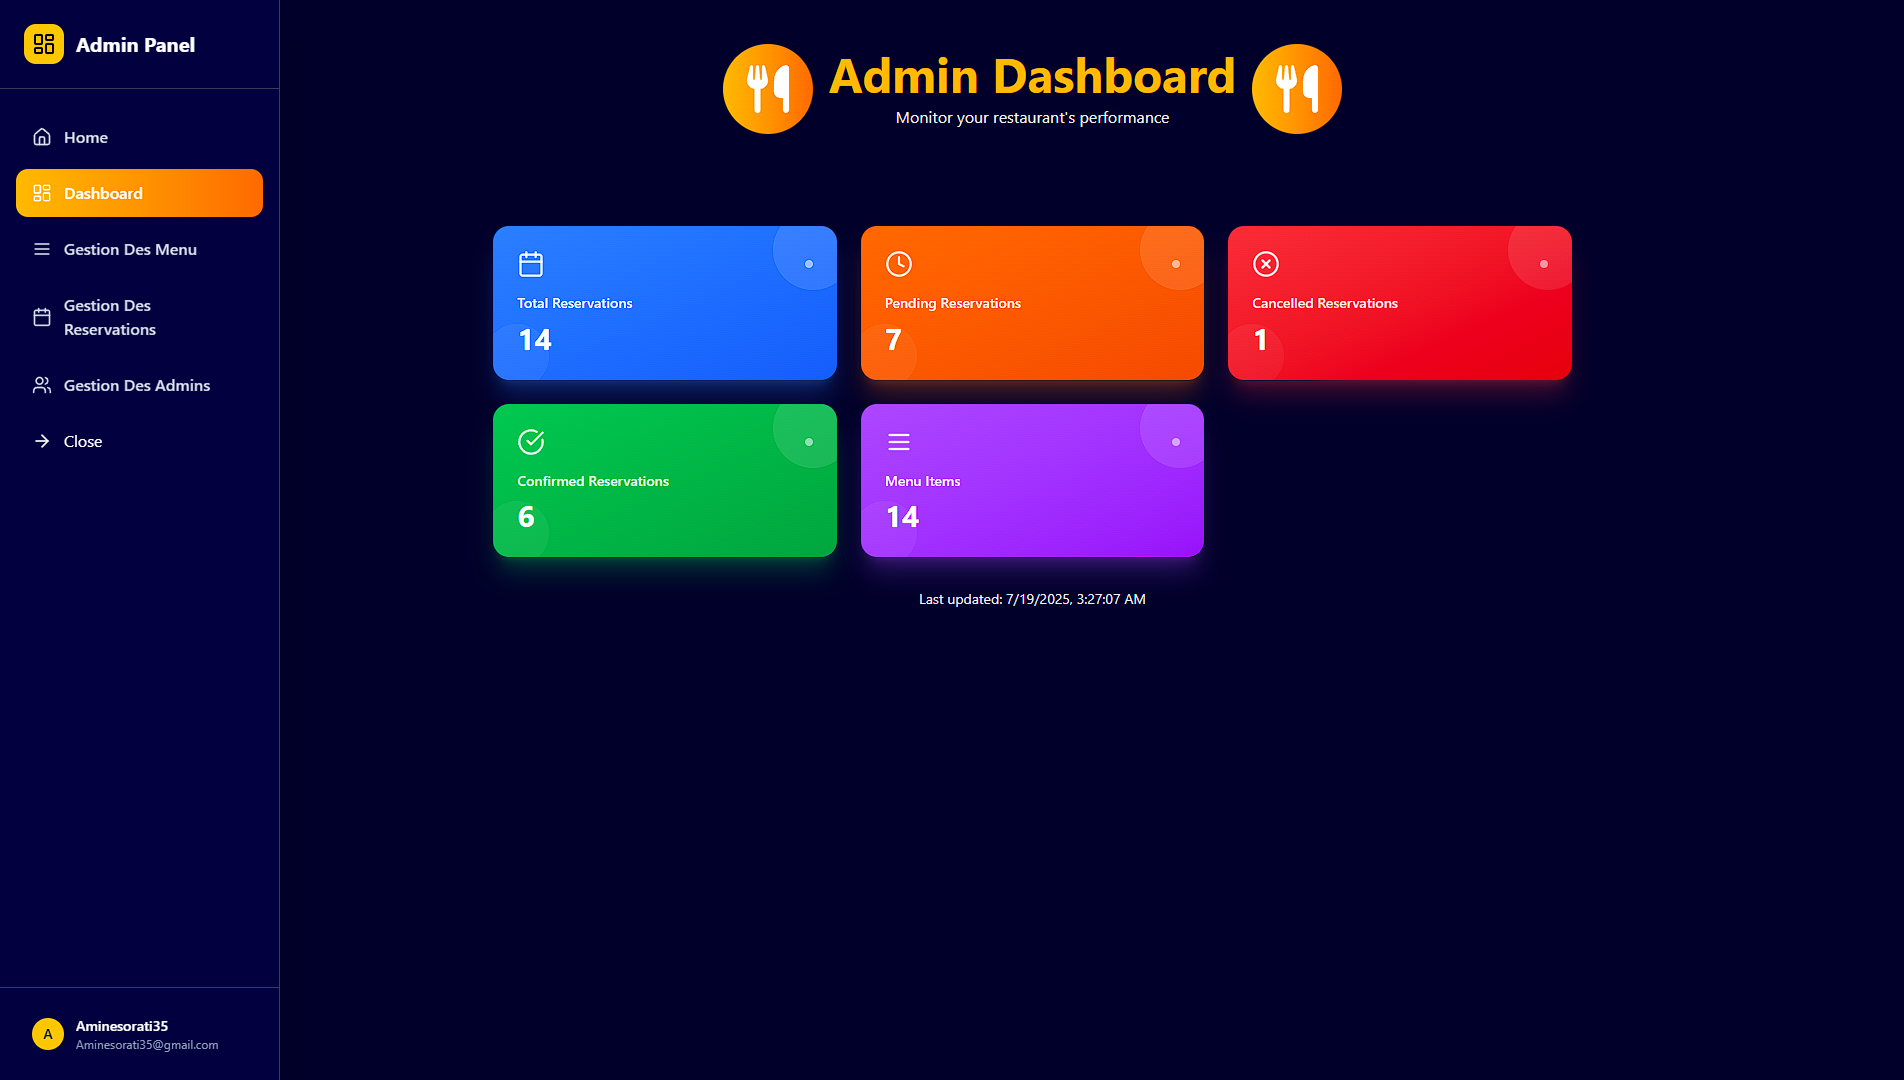 Admin Panel
Home
Dashboard
Gestion Des Menu
Gestion Des
Reservations
Gestion Des Admins
Close
Aminesorati35
A
Aminesorati35@gmail.com
Admin Dashboard
Monitor your restaurant's performance
Total Reservations
14
Pending Reservations
7
Cancelled Reservations
1
Confirmed Reservations
6
Menu Items
14
Last updated: 7/19/2025, 3:27:07 AM